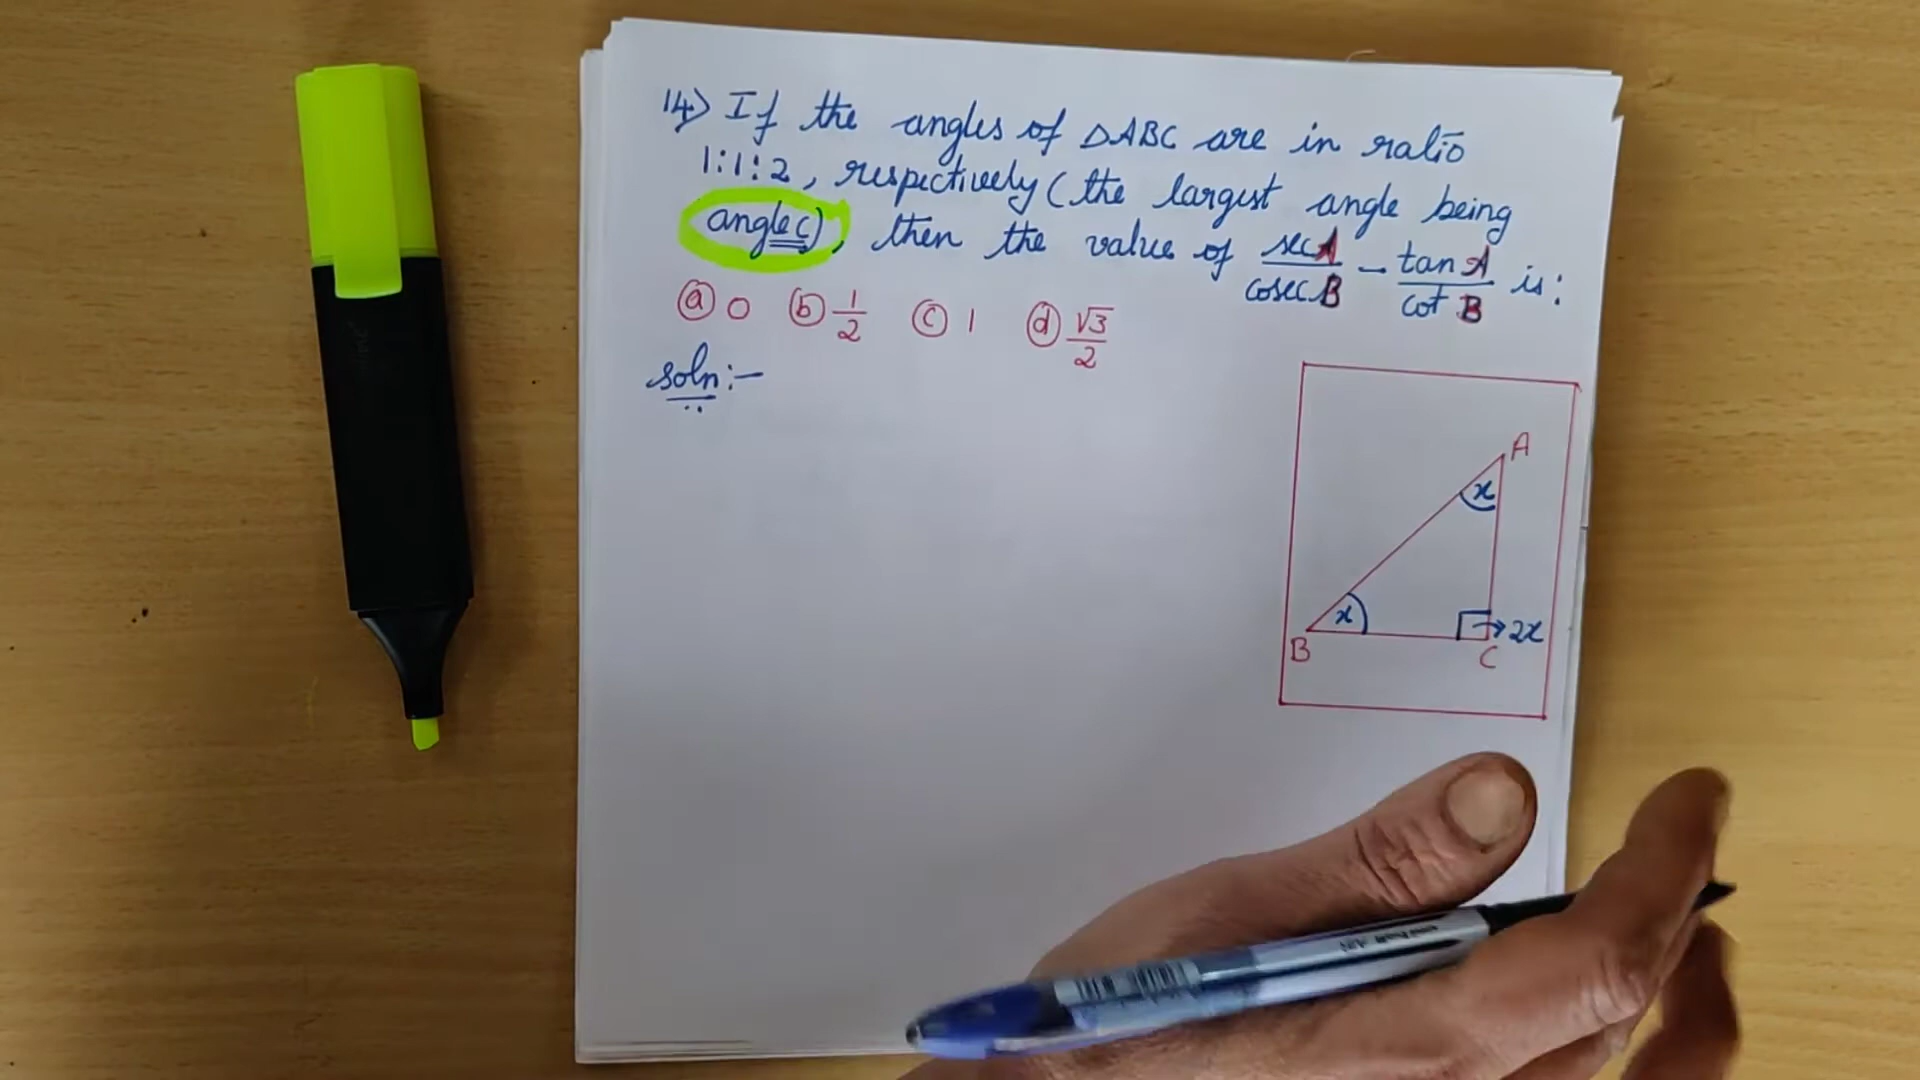 14) If the angles of ΔABC are in ratio
1:1:2, respectively (the largest angle being
angle C), then the value of secA/cosecB - tanA/cotB is:
(a) 0 (b) 1/2 (c) 1 (d) √3/2
soln:-
A
x
x
2x
B
C